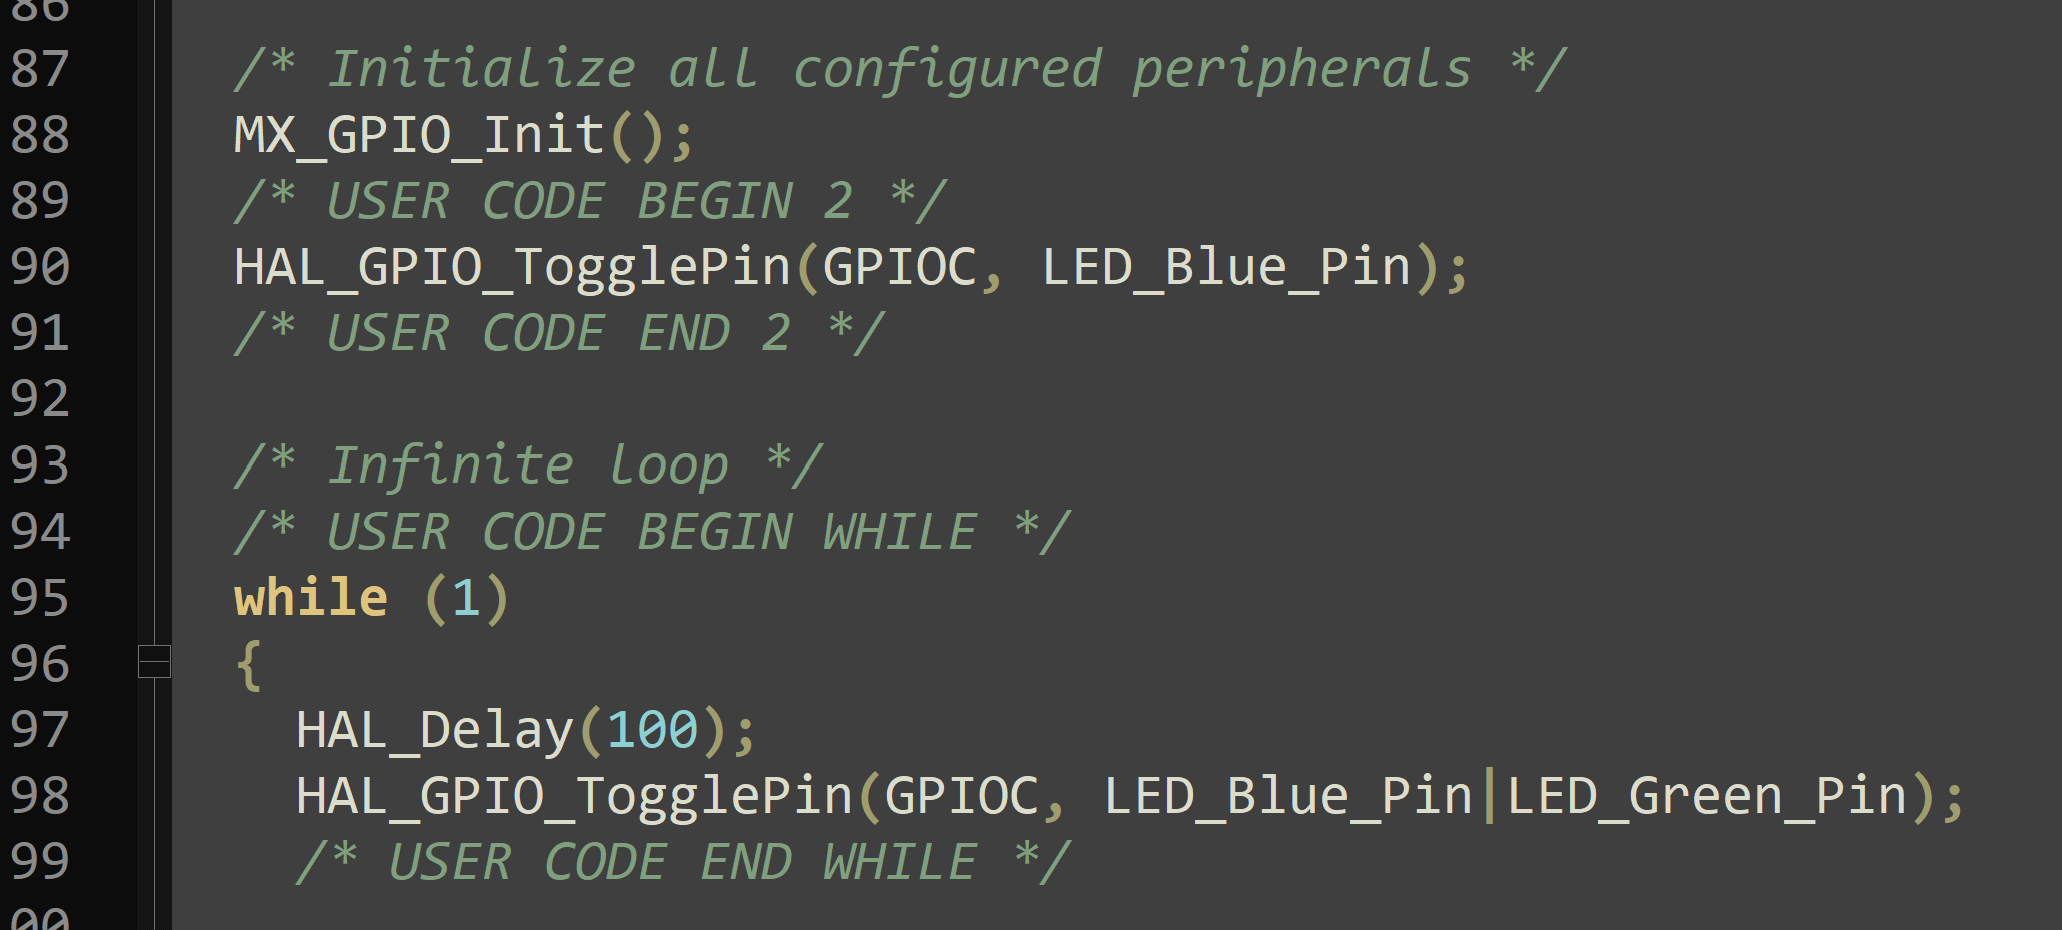 86
87 /* Initialize all configured peripherals */
88 MX_GPIO_Init();
89 /* USER CODE BEGIN 2 */
90 HAL_GPIO_TogglePin(GPIOC, LED_Blue_Pin);
91 /* USER CODE END 2 */
92
93 /* Infinite loop */
94 /* USER CODE BEGIN WHILE */
95 while (1)
96 {
97 HAL_Delay(100);
98 HAL_GPIO_TogglePin(GPIOC, LED_Blue_Pin|LED_Green_Pin);
99 /* USER CODE END WHILE */
00